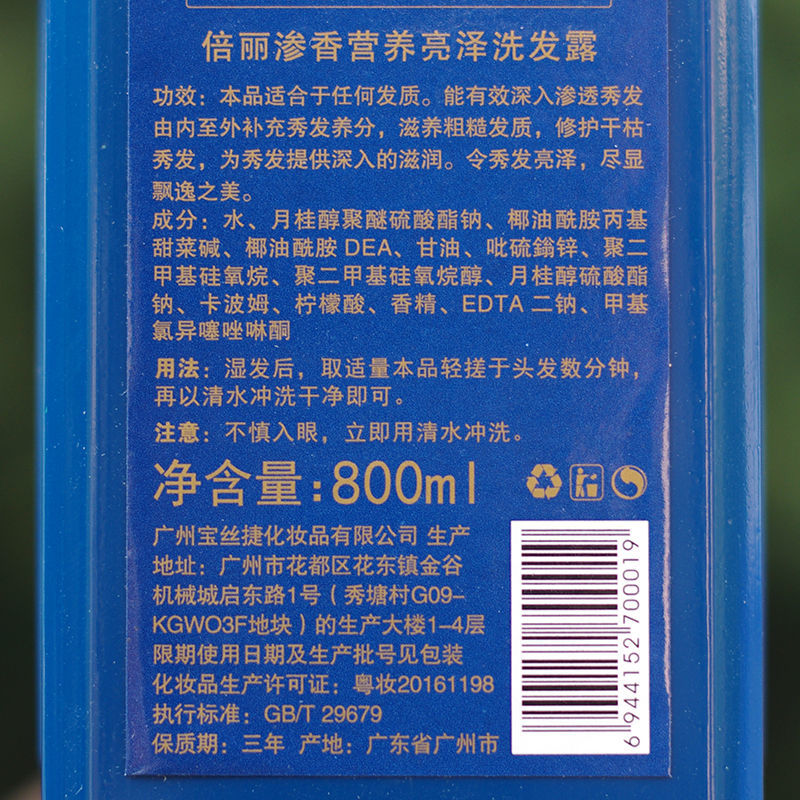 倍丽渗香营养亮泽洗发露
功效：本品适合于任何发质。能有效深入渗透秀发
由内至外补充秀发养分，滋养粗糙发质，修护干枯
秀发，为秀发提供深入的滋润。令秀发亮泽，尽显
飘逸之美。
成分：水、月桂醇聚醚硫酸酯钠、椰油酰胺丙基
甜菜碱、椰油酰胺DEA、甘油、吡硫鎓锌、聚二
甲基硅氧烷、聚二甲基硅氧烷醇、月桂醇硫酸酯
钠、卡波姆、柠檬酸、香精、EDTA二钠、甲基
氯异噻唑啉酮
用法：湿发后，取适量本品轻搓于头发数分钟，
再以清水冲洗干净即可。
注意：不慎入眼，立即用清水冲洗。
净含量:800ml
广州宝丝捷化妆品有限公司 生产
地址：广州市花都区花东镇金谷
机械城启东路1号（秀塘村G09-
KGWO3F地块）的生产大楼1-4层
限期使用日期及生产批号见包装
化妆品生产许可证：粤妆20161198
执行标准：GB/T 29679
保质期：三年 产地：广东省广州市
6944152700019